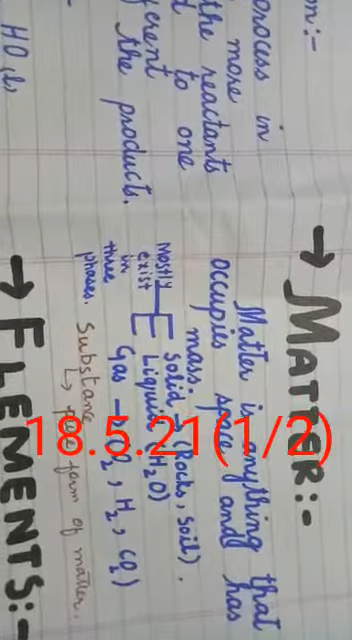 on:-
process in
more
the reactants
to one
erent
the products.
HO is
→ MATTER:-
Matter is anything that
occupies space and has
mass.
Mostly exist in three phases.
Solid → (Rocks, Soil).
Liquid (H2O)
Gas → (O2, H2, CO2)
Substance
↳ form of matter.
→ ELEMENTS:-
18.5.21(1/2)